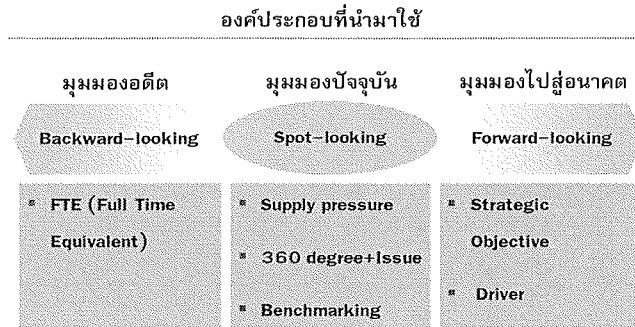 องค์ประกอบที่นำมาใช้
มุมมองอดีต
Backward-looking
▪ FTE (Full Time
Equivalent)
มุมมองปัจจุบัน
Spot-looking
▪ Supply pressure
▪ 360 degree+Issue
▪ Benchmarking
มุมมองไปสู่อนาคต
Forward-looking
▪ Strategic
Objective
▪ Driver